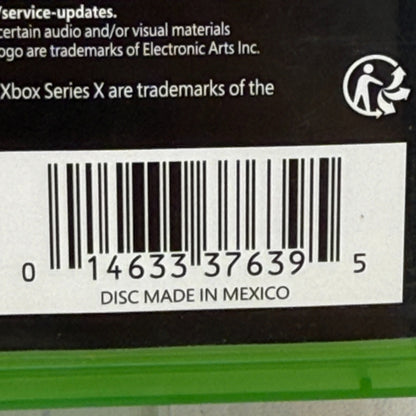 /service-updates.
certain audio and/or visual materials
ogo are trademarks of Electronic Arts Inc.
Xbox Series X are trademarks of the
0 14633 37639 5
DISC MADE IN MEXICO